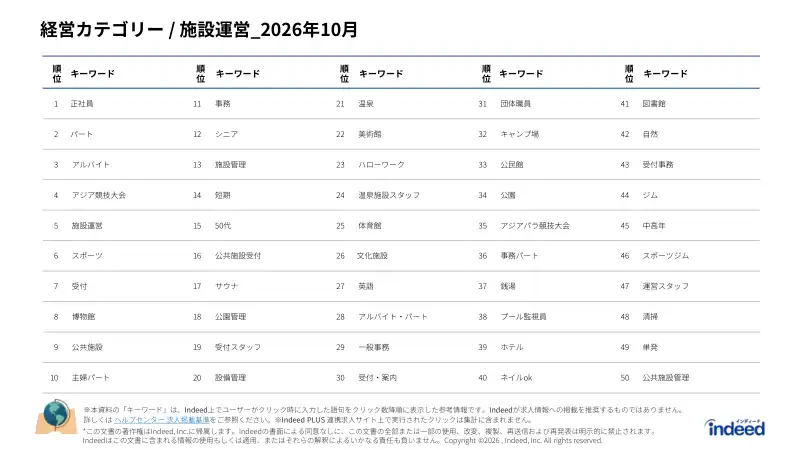 経営カテゴリー / 施設運営_2026年10月
順位 キーワード 順位 キーワード 順位 キーワード 順位 キーワード 順位 キーワード
1 正社員 11 事務 21 温泉 31 団体職員 41 図書館
2 パート 12 シニア 22 美術館 32 キャンプ場 42 自然
3 アルバイト 13 施設管理 23 ハローワーク 33 公民館 43 受付事務
4 アジア競技大会 14 短期 24 温泉施設スタッフ 34 公園 44 ジム
5 施設運営 15 50代 25 体育館 35 アジアパラ競技大会 45 中高年
6 スポーツ 16 公共施設受付 26 文化施設 36 事務パート 46 スポーツジム
7 受付 17 サウナ 27 英語 37 銭湯 47 運営スタッフ
8 博物館 18 公園管理 28 アルバイト・パート 38 プール監視員 48 清掃
9 公共施設 19 受付スタッフ 29 一般事務 39 ホテル 49 単発
10 主婦パート 20 設備管理 30 受付・案内 40 ネイルok 50 公共施設管理
※本資料の「キーワード」は、Indeed上でユーザーがクリック時に入力した語句をクリック数降順に表示した参考情報です。Indeedが求人情報への掲載を推奨するものではありません。
詳しくは ヘルプセンター 求人掲載基準をご参照ください。※Indeed PLUS 連携求人サイト上で実行されたクリックは集計に含まれません。
*この文書の著作権はIndeed, Inc.に帰属します。Indeedの書面による同意なしに、この文書の全部または一部の使用、改変、複製、再送信および再発表は明示的に禁止されます。
Indeedはこの文書に含まれる情報の使用もしくは適用、またはそれらの解釈によるいかなる責任も負いません。Copyright ©2026 , Indeed, Inc. All rights reserved.
インディード
indeed